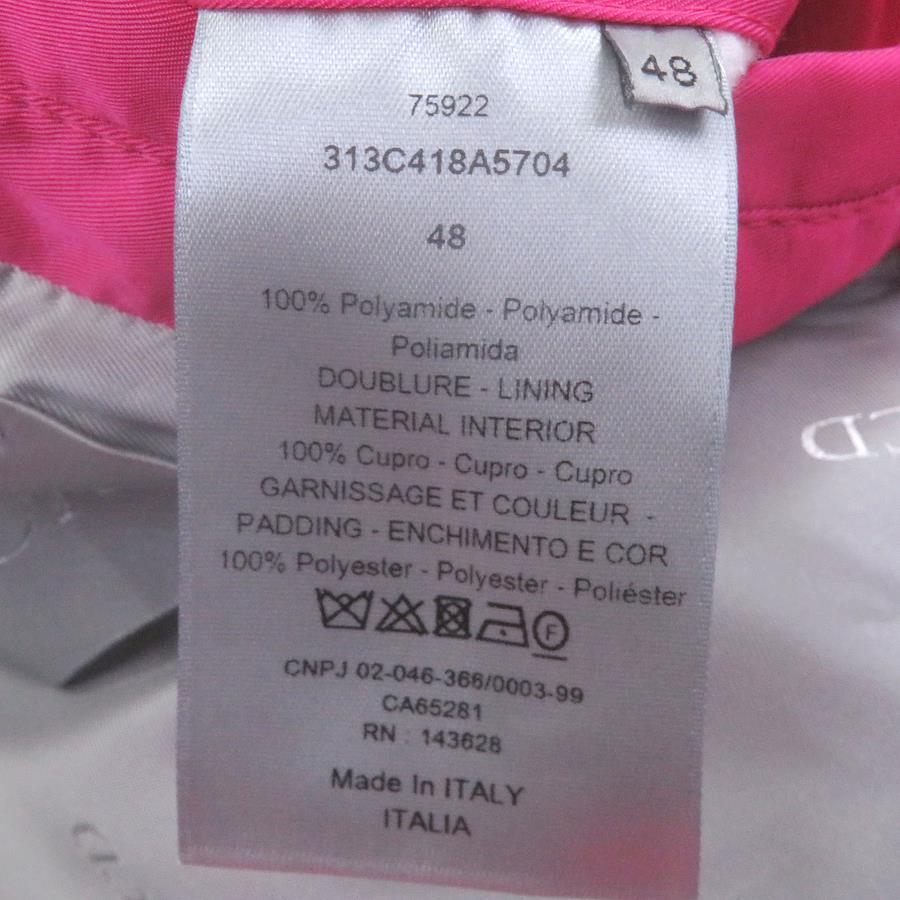 48
75922
313C418A5704
48
100% Polyamide - Polyamide -
Poliamida
DOUBLURE - LINING
MATERIAL INTERIOR
100% Cupro - Cupro - Cupro
GARNISSAGE ET COULEUR -
PADDING - ENCHIMENTO E COR
100% Polyester - Polyester - Poliéster
F
CNPJ 02-046-366/0003-99
CA65281
RN : 143628
Made In ITALY
ITALIA